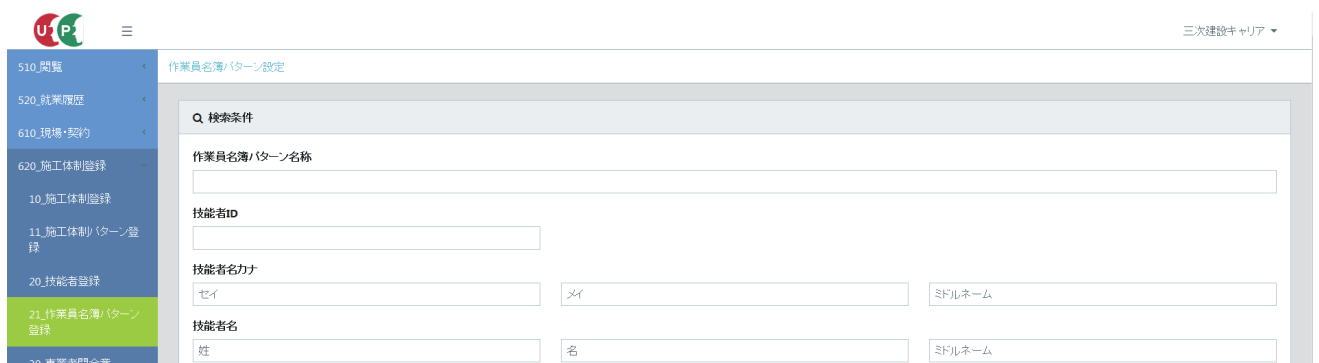 UP
三次建設キャリア
510_閲覧
作業員名簿パターン設定
520_就業履歴
検索条件
610_現場・契約
作業員名簿パターン名称
620_施工体制登録
10_施工体制登録
技能者ID
11_施工体制パターン登
録
技能者名カナ
20_技能者登録
セイ
メイ
ミドルネーム
21_作業員名簿パターン
登録
技能者名
姓
名
ミドルネーム